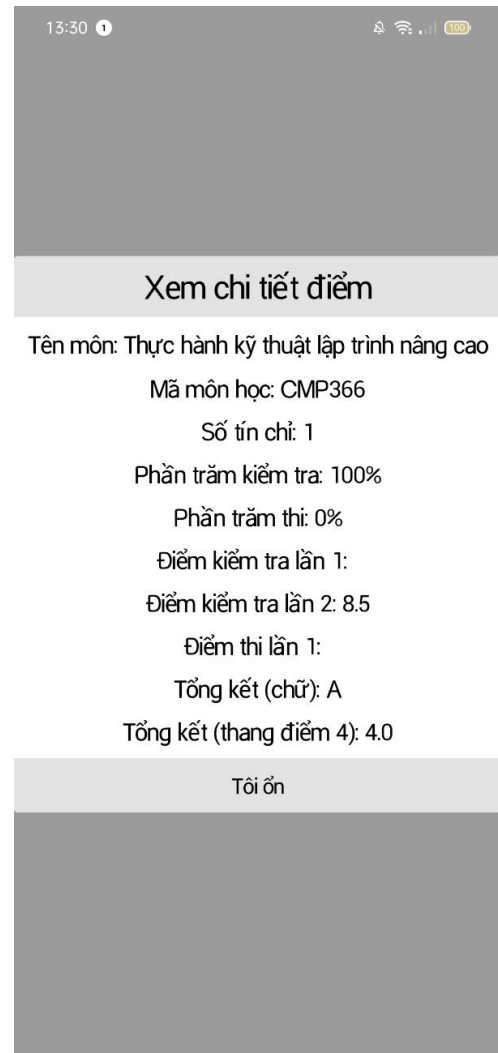 13:30 1
100
Xem chi tiết điểm
Tên môn: Thực hành kỹ thuật lập trình nâng cao
Mã môn học: CMP366
Số tín chỉ: 1
Phần trăm kiểm tra: 100%
Phần trăm thi: 0%
Điểm kiểm tra lần 1:
Điểm kiểm tra lần 2: 8.5
Điểm thi lần 1:
Tổng kết (chữ): A
Tổng kết (thang điểm 4): 4.0
Tôi ổn